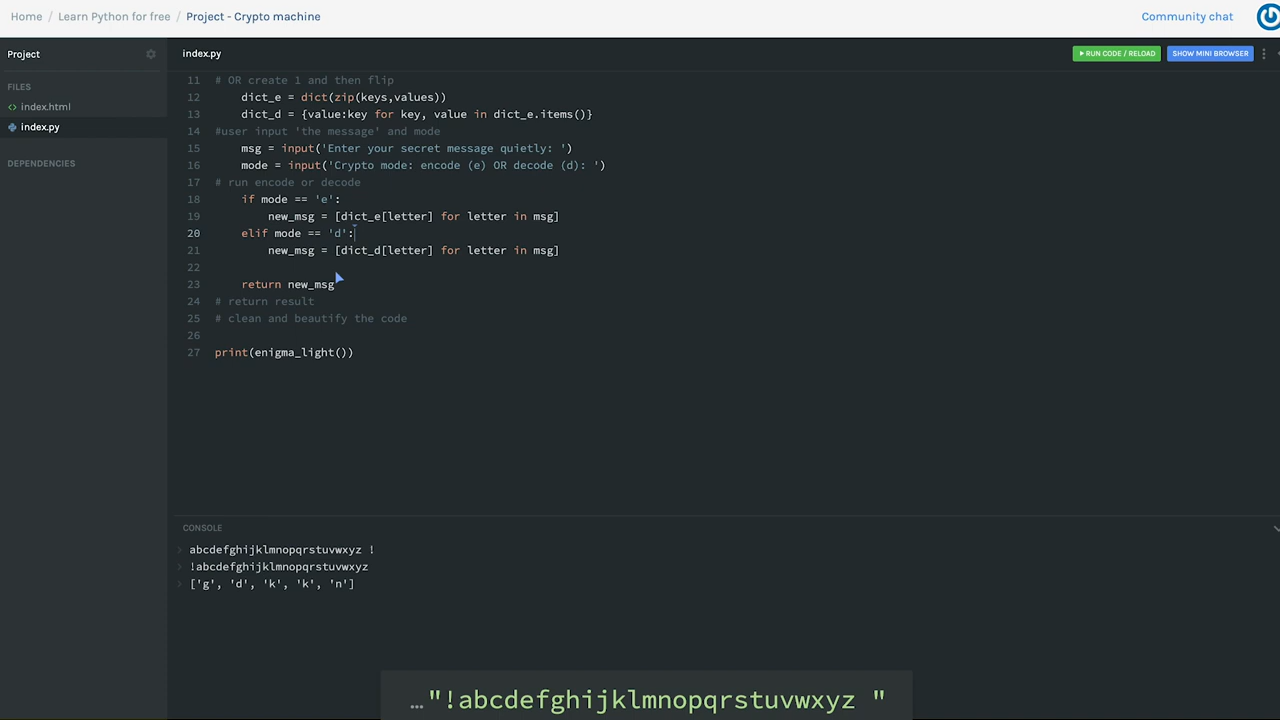 Home / Learn Python for free / Project - Crypto machine
Community chat
Project
FILES
<> index.html
index.py
DEPENDENCIES
index.py
RUN CODE / RELOAD
SHOW MINI BROWSER
11 # OR create 1 and then flip
12 dict_e = dict(zip(keys,values))
13 dict_d = {value:key for key, value in dict_e.items()}
14 #user input 'the message' and mode
15 msg = input('Enter your secret message quietly: ')
16 mode = input('Crypto mode: encode (e) OR decode (d): ')
17 # run encode or decode
18 if mode == 'e':
19 new_msg = [dict_e[letter] for letter in msg]
20 elif mode == 'd':
21 new_msg = [dict_d[letter] for letter in msg]
22
23 return new_msg
24 # return result
25 # clean and beautify the code
26
27 print(enigma_light())
CONSOLE
> abcdefghijklmnopqrstuvwxyz !
> !abcdefghijklmnopqrstuvwxyz
> ['g', 'd', 'k', 'k', 'n']
…"!abcdefghijklmnopqrstuvwxyz "